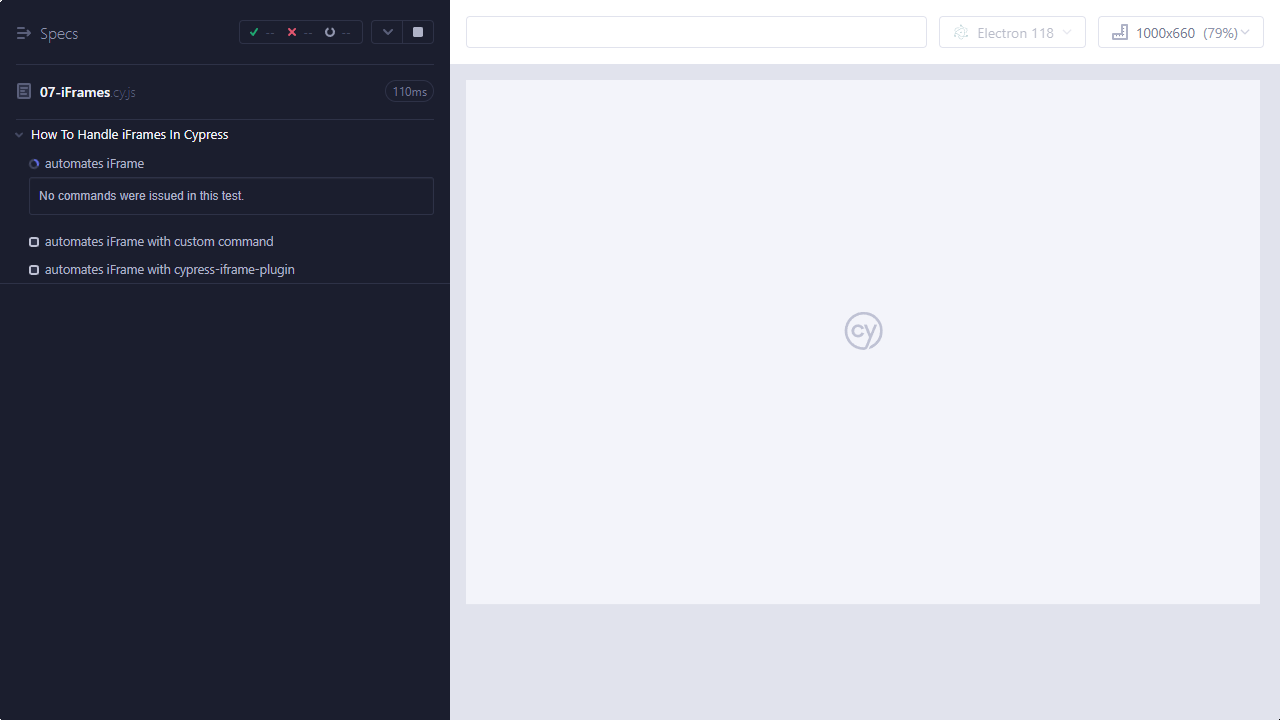 Specs
--
--
--
07-iFrames.cy.js
110ms
How To Handle iFrames In Cypress
automates iFrame
No commands were issued in this test.
automates iFrame with custom command
automates iFrame with cypress-iframe-plugin
Electron 118
1000x660 (79%)
cy